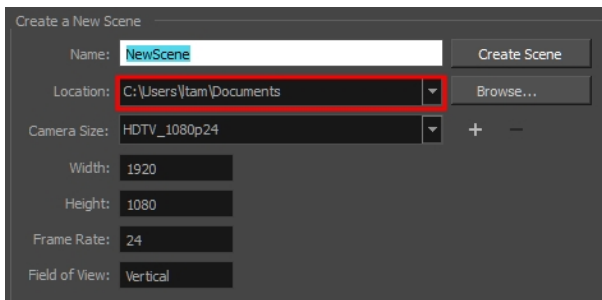 Create a New Scene
Name: NewScene Create Scene
Location: C:\Users\ltam\Documents Browse...
Camera Size: HDTV_1080p24 + −
Width: 1920
Height: 1080
Frame Rate: 24
Field of View: Vertical